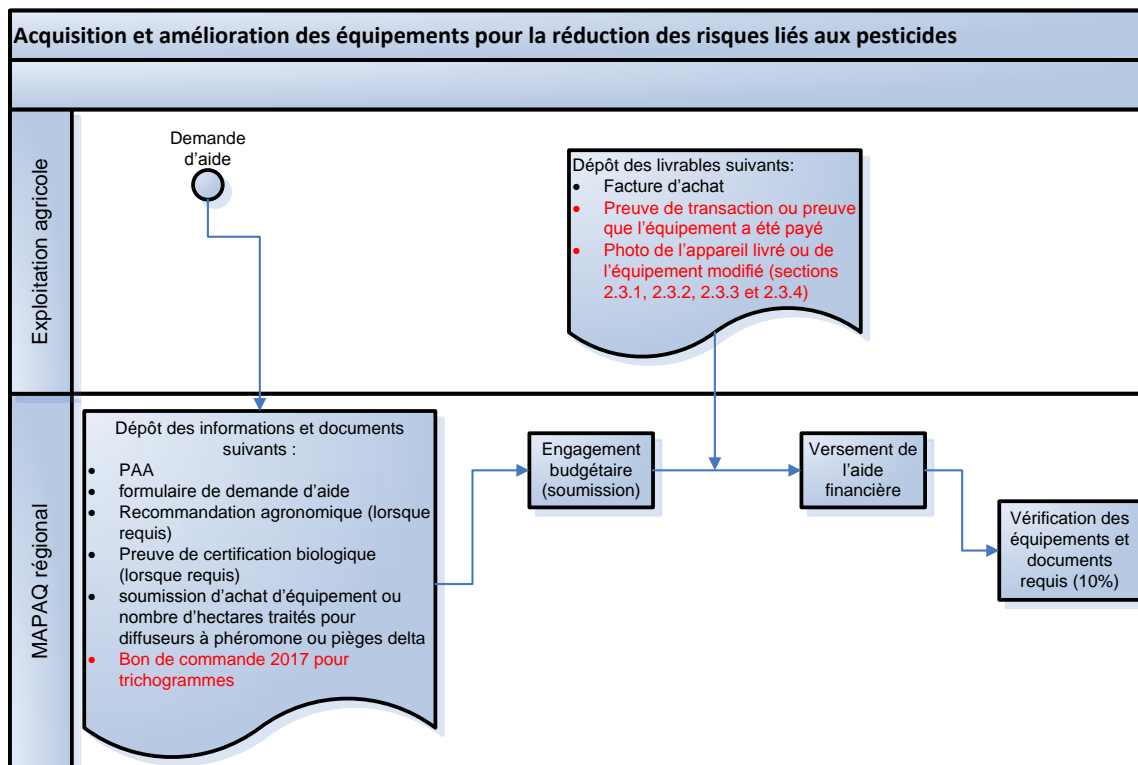 Acquisition et amélioration des équipements pour la réduction des risques liés aux pesticides
Exploitation agricole
Demande
d'aide
Dépôt des livrables suivants:
• Facture d'achat
• Preuve de transaction ou preuve
que l'équipement a été payé
• Photo de l'appareil livré ou de
l'équipement modifié (sections
2.3.1, 2.3.2, 2.3.3 et 2.3.4)
MAPAQ régional
Dépôt des informations et documents
suivants :
• PAA
• formulaire de demande d'aide
• Recommandation agronomique (lorsque
requis)
• Preuve de certification biologique
(lorsque requis)
• soumission d'achat d'équipement ou
nombre d'hectares traités pour
diffuseurs à phéromone ou pièges delta
• Bon de commande 2017 pour
trichogrammes
Engagement
budgétaire
(soumission)
Versement de
l'aide
financière
Vérification des
équipements et
documents
requis (10%)